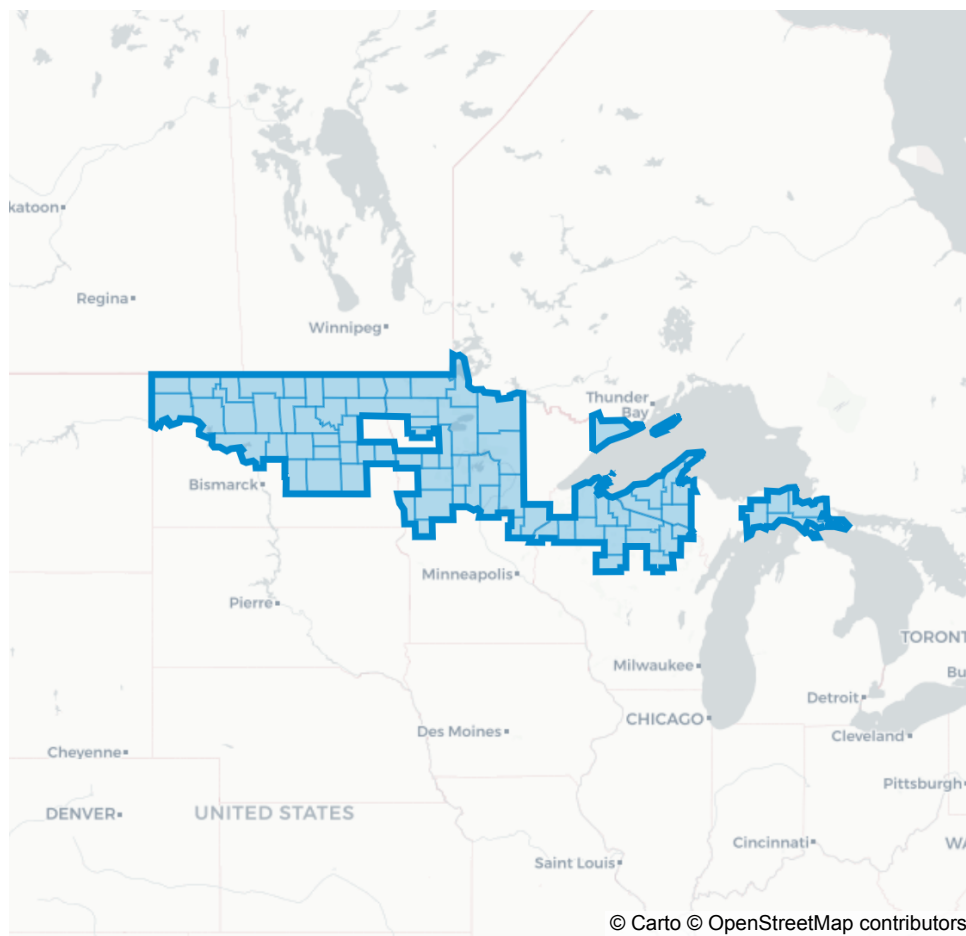 katoon
Regina
Winnipeg
Thunder
Bay
Bismarck
Minneapolis
Pierre
TORONT
Milwaukee
Bu
Detroit
CHICAGO
Des Moines
Cleveland
Cheyenne
Pittsburgh
DENVER
UNITED STATES
Cincinnati
WA
Saint Louis
© Carto © OpenStreetMap contributors